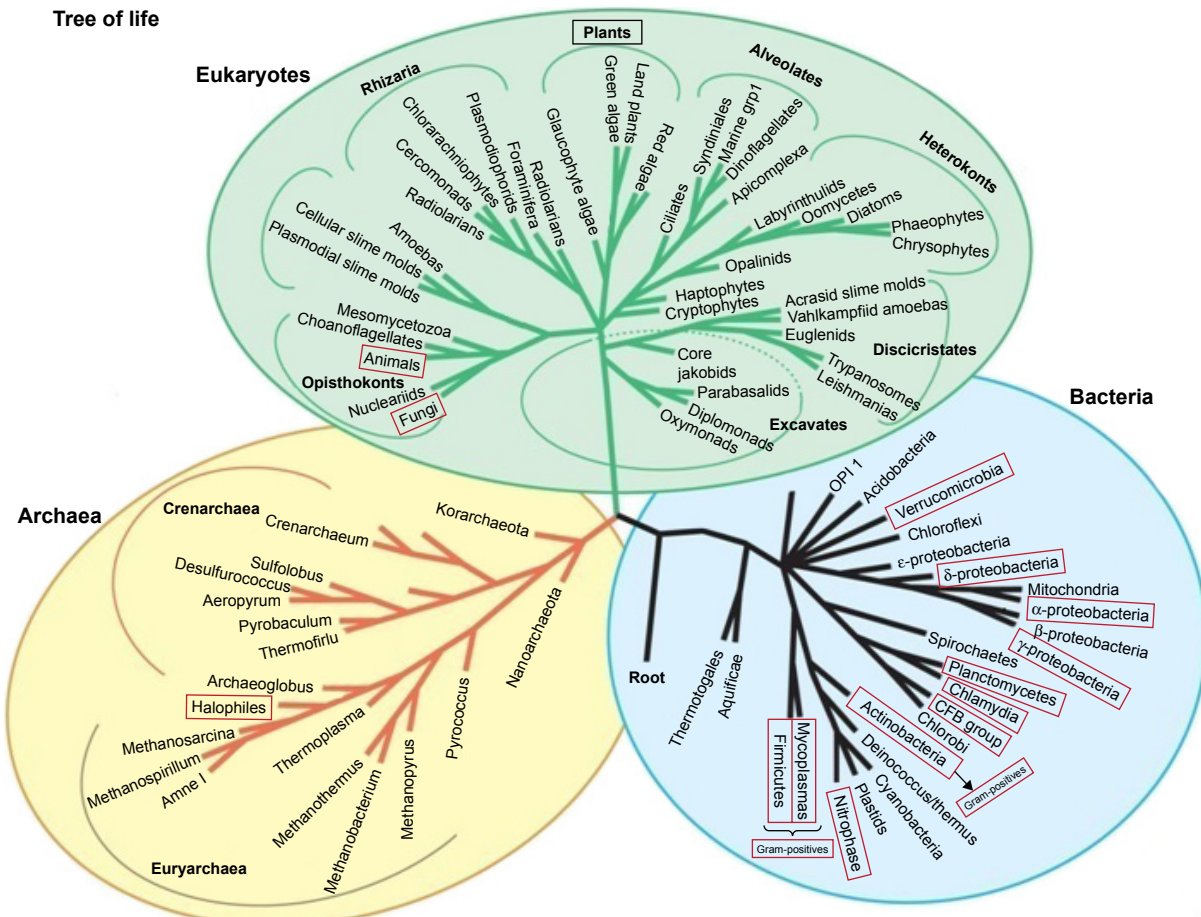 Tree of life
Eukaryotes
Rhizaria
Plants
Alveolates
Heterokonts
Cellular slime molds
Plasmodial slime molds
Amoebas
Radiolarians
Cercomonads
Chlorarachniophytes
Plasmodiophorids
Foraminifera
Radiolarians
Glaucophyte algae
Green algae
Land plants
Red algae
Ciliates
Syndiniales
Marine grp1
Dinoflagellates
Apicomplexa
Labyrinthulids
Oomycetes
Diatoms
Phaeophytes
Chrysophytes
Opalinids
Haptophytes
Cryptophytes
Acrasid slime molds
Vahlkampfiid amoebas
Euglenids
Discicristates
Trypanosomes
Leishmanias
Core
jakobids
Parabasalids
Diplomonads
Oxymonads
Excavates
Mesomycetozoa
Choanoflagellates
Animals
Opisthokonts
Nucleariids
Fungi
Archaea
Crenarchaea
Crenarchaeum
Korarchaeota
Sulfolobus
Desulfurococcus
Aeropyrum
Pyrobaculum
Thermofirlu
Nanoarchaeota
Archaeoglobus
Halophiles
Methanosarcina
Methanospirillum
Amne I
Thermoplasma
Methanothermus
Methanobacterium
Methanopyrus
Pyrococcus
Euryarchaea
Bacteria
Root
OPI 1
Acidobacteria
Verrucomicrobia
Chloroflexi
ε-proteobacteria
δ-proteobacteria
Mitochondria
α-proteobacteria
β-proteobacteria
γ-proteobacteria
Spirochaetes
Planctomycetes
Chlamydia
CFB group
Chlorobi
Actinobacteria
Gram-positives
Deinococcus/thermus
Cyanobacteria
Plastids
Nitrophase
Mycoplasmas
Firmicutes
Gram-positives
Aquificae
Thermotogales